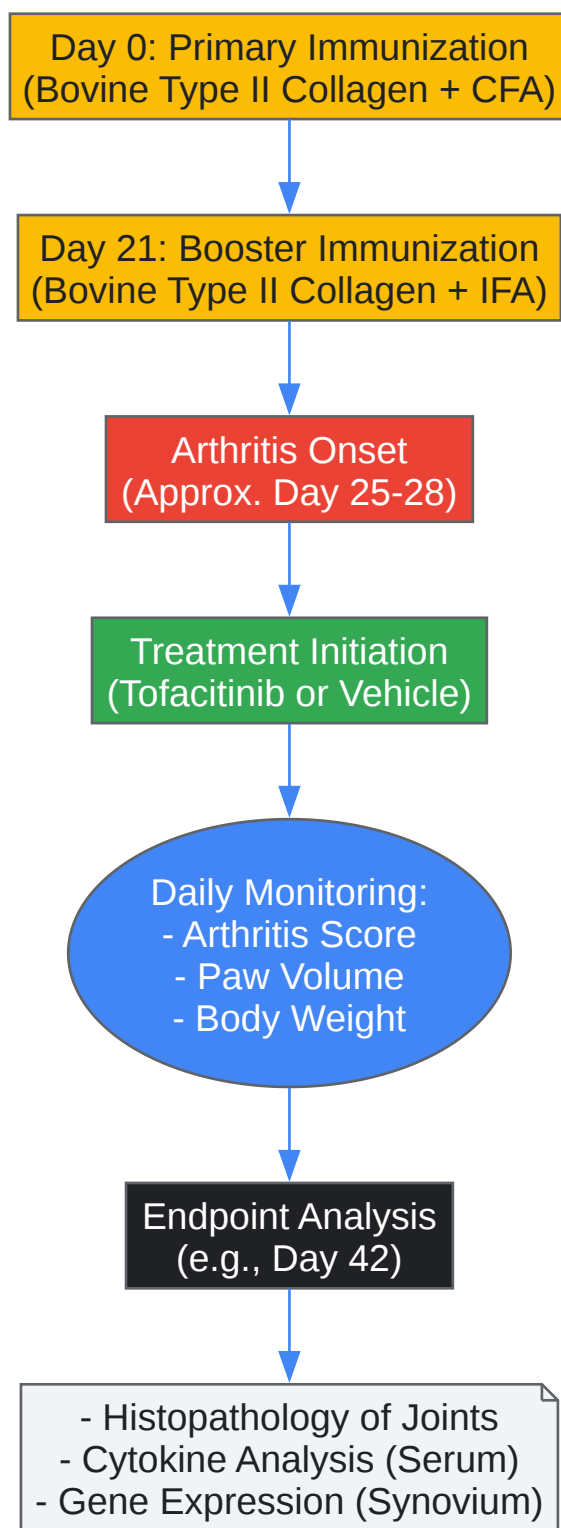 Day 0: Primary Immunization
(Bovine Type II Collagen + CFA)
Day 21: Booster Immunization
(Bovine Type II Collagen + IFA)
Arthritis Onset
(Approx. Day 25-28)
Treatment Initiation
(Tofacitinib or Vehicle)
Daily Monitoring:
- Arthritis Score
- Paw Volume
- Body Weight
Endpoint Analysis
(e.g., Day 42)
- Histopathology of Joints
- Cytokine Analysis (Serum)
- Gene Expression (Synovium)